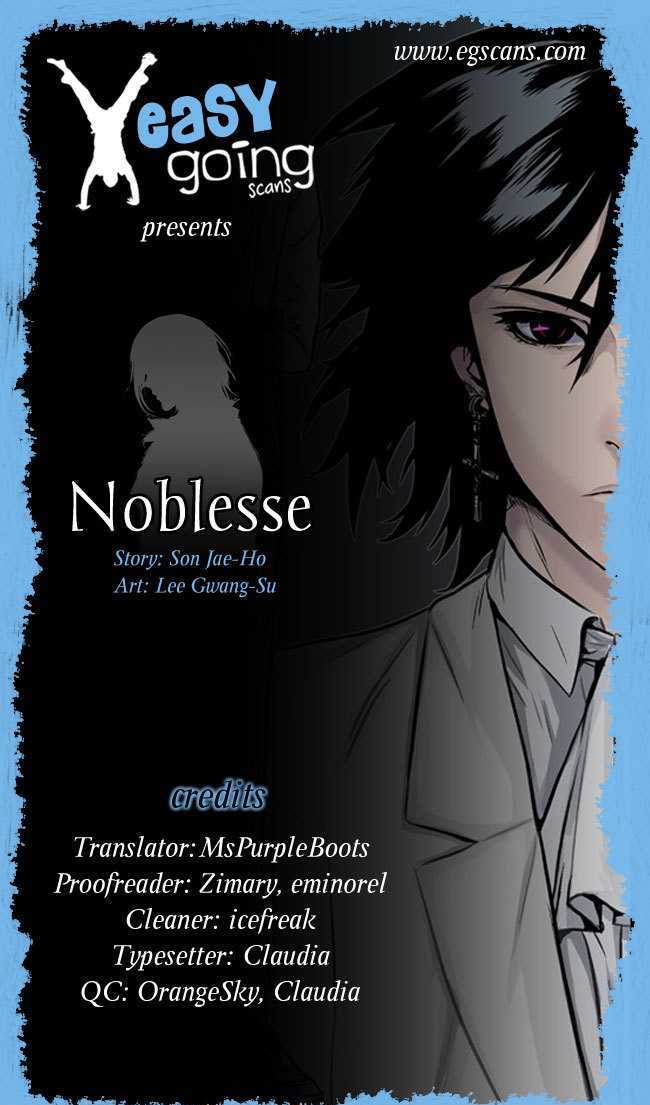 www.egscans.com
easy
going
scans
presents
Noblesse
Story: Son Jae-Ho
Art: Lee Gwang-Su
credits
Translator: MsPurpleBoots
Proofreader: Zimary, eminorel
Cleaner: icefreak
Typesetter: Claudia
QC: OrangeSky, Claudia